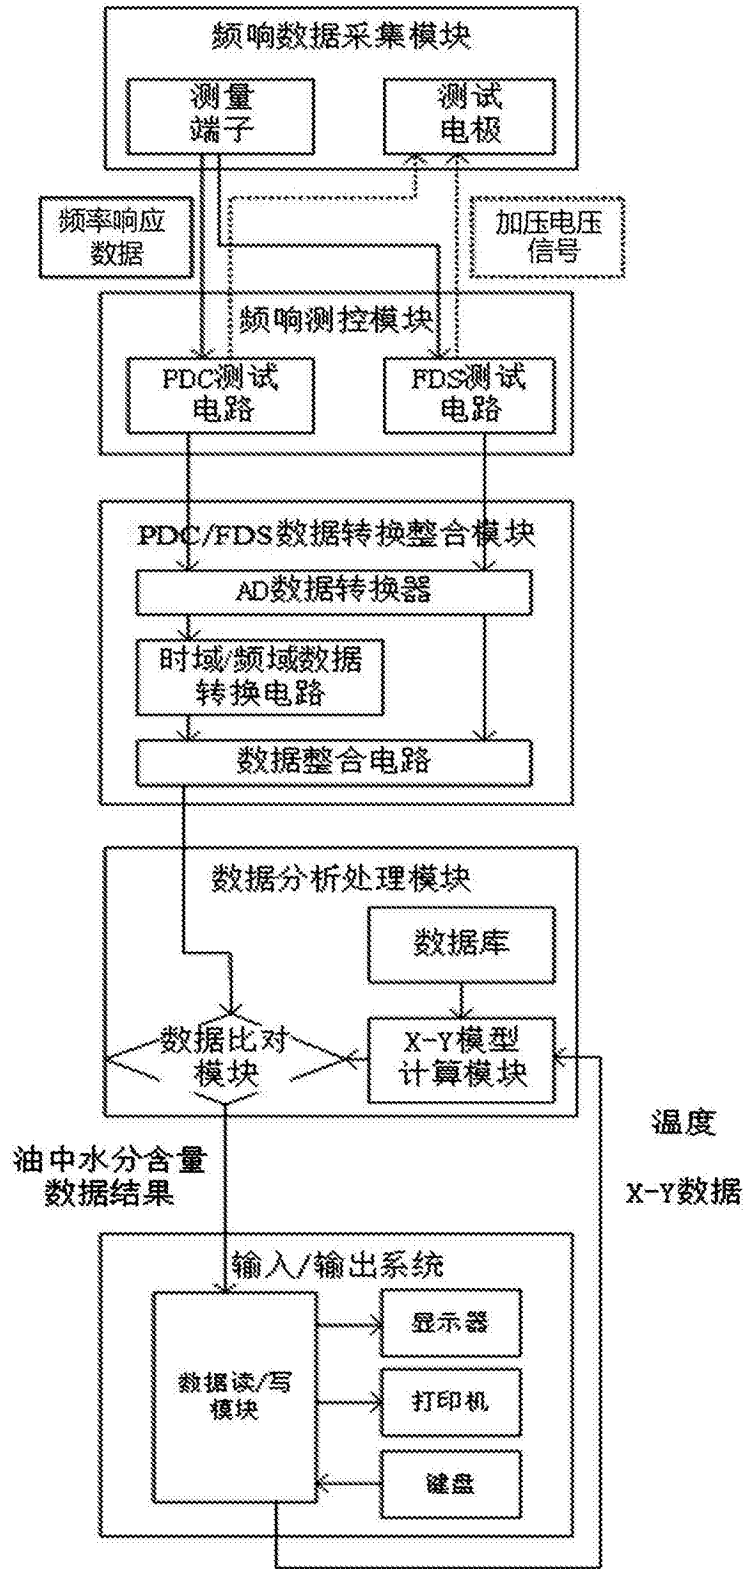 频响数据采集模块
测量
端子
测试
电极
频率响应
数据
加压电压
信号
频响测控模块
PDC测试
电路
FDS测试
电路
PDC/FDS数据转换整合模块
AD数据转换器
时域/频域数据
转换电路
数据整合电路
数据分析处理模块
数据库
数据比对
模块
X-Y模型
计算模块
温度
X-Y数据
油中水分含量
数据结果
输入/输出系统
数据读/写
模块
显示器
打印机
键盘